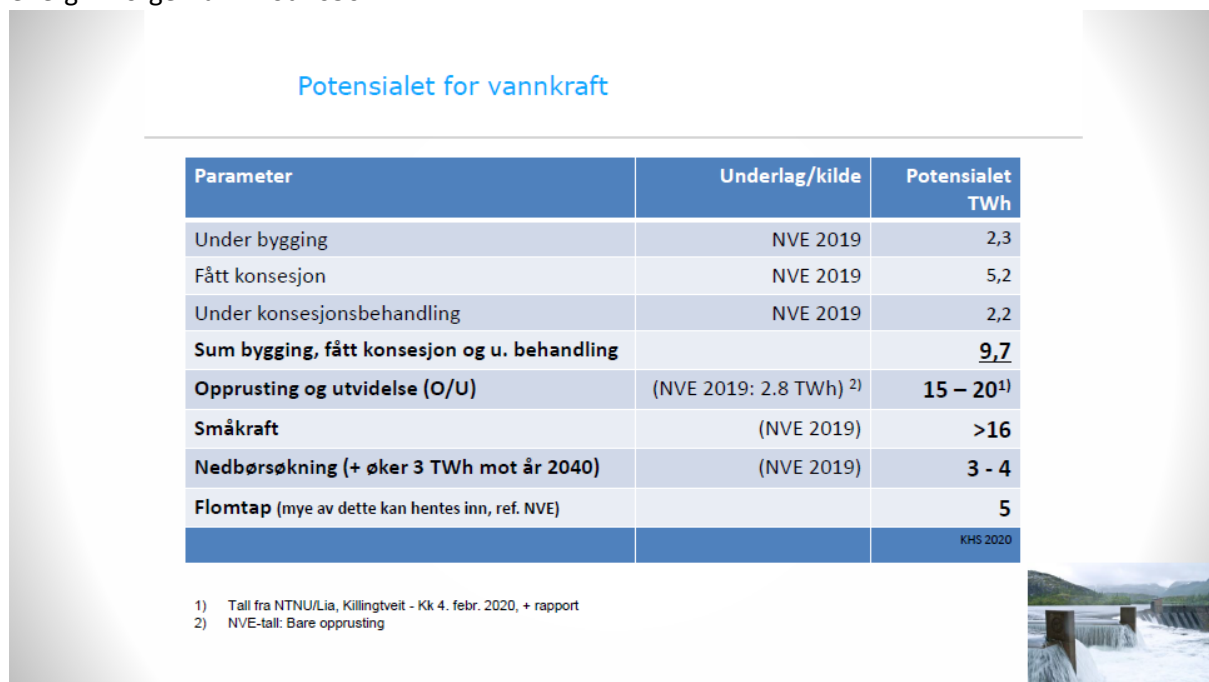 Potensialet for vannkraft
Parameter Underlag/kilde Potensialet
TWh
Under bygging NVE 2019 2,3
Fått konsesjon NVE 2019 5,2
Under konsesjonsbehandling NVE 2019 2,2
Sum bygging, fått konsesjon og u. behandling 9,7
Opprusting og utvidelse (O/U) (NVE 2019: 2.8 TWh) 2) 15 – 20 1)
Småkraft (NVE 2019) >16
Nedbørsøkning (+ øker 3 TWh mot år 2040) (NVE 2019) 3 - 4
Flomtap (mye av dette kan hentes inn, ref. NVE) 5
KHS 2020
1) Tall fra NTNU/Lia, Killingtveit - Kk 4. febr. 2020, + rapport
2) NVE-tall: Bare opprusting